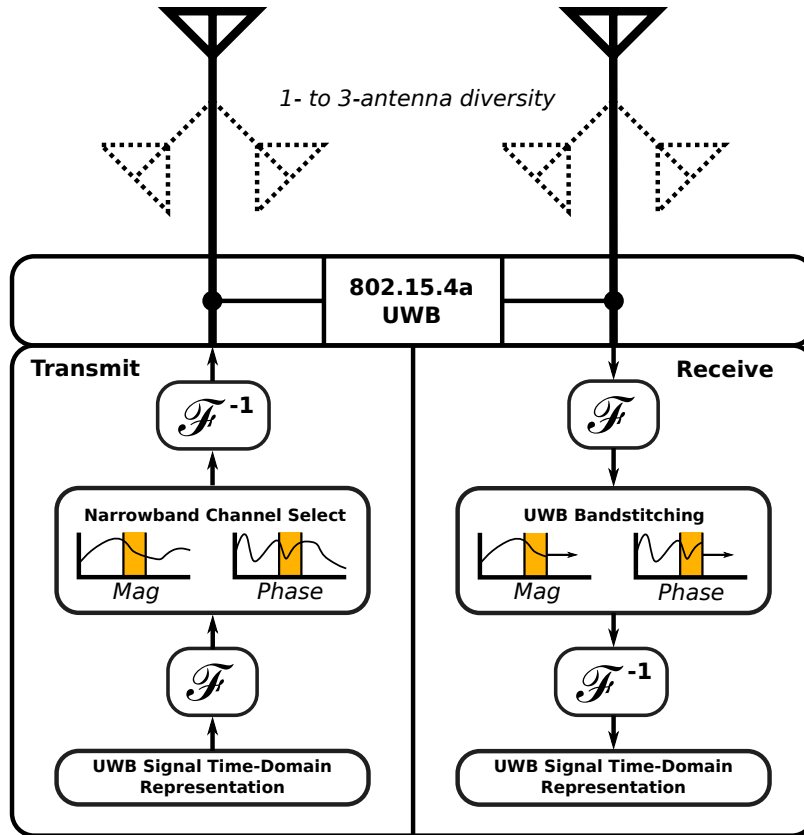 1- to 3-antenna diversity
802.15.4a
UWB
Transmit
ℱ -1
Narrowband Channel Select
Mag
Phase
ℱ
UWB Signal Time-Domain
Representation
Receive
ℱ
UWB Bandstitching
Mag
Phase
ℱ -1
UWB Signal Time-Domain
Representation